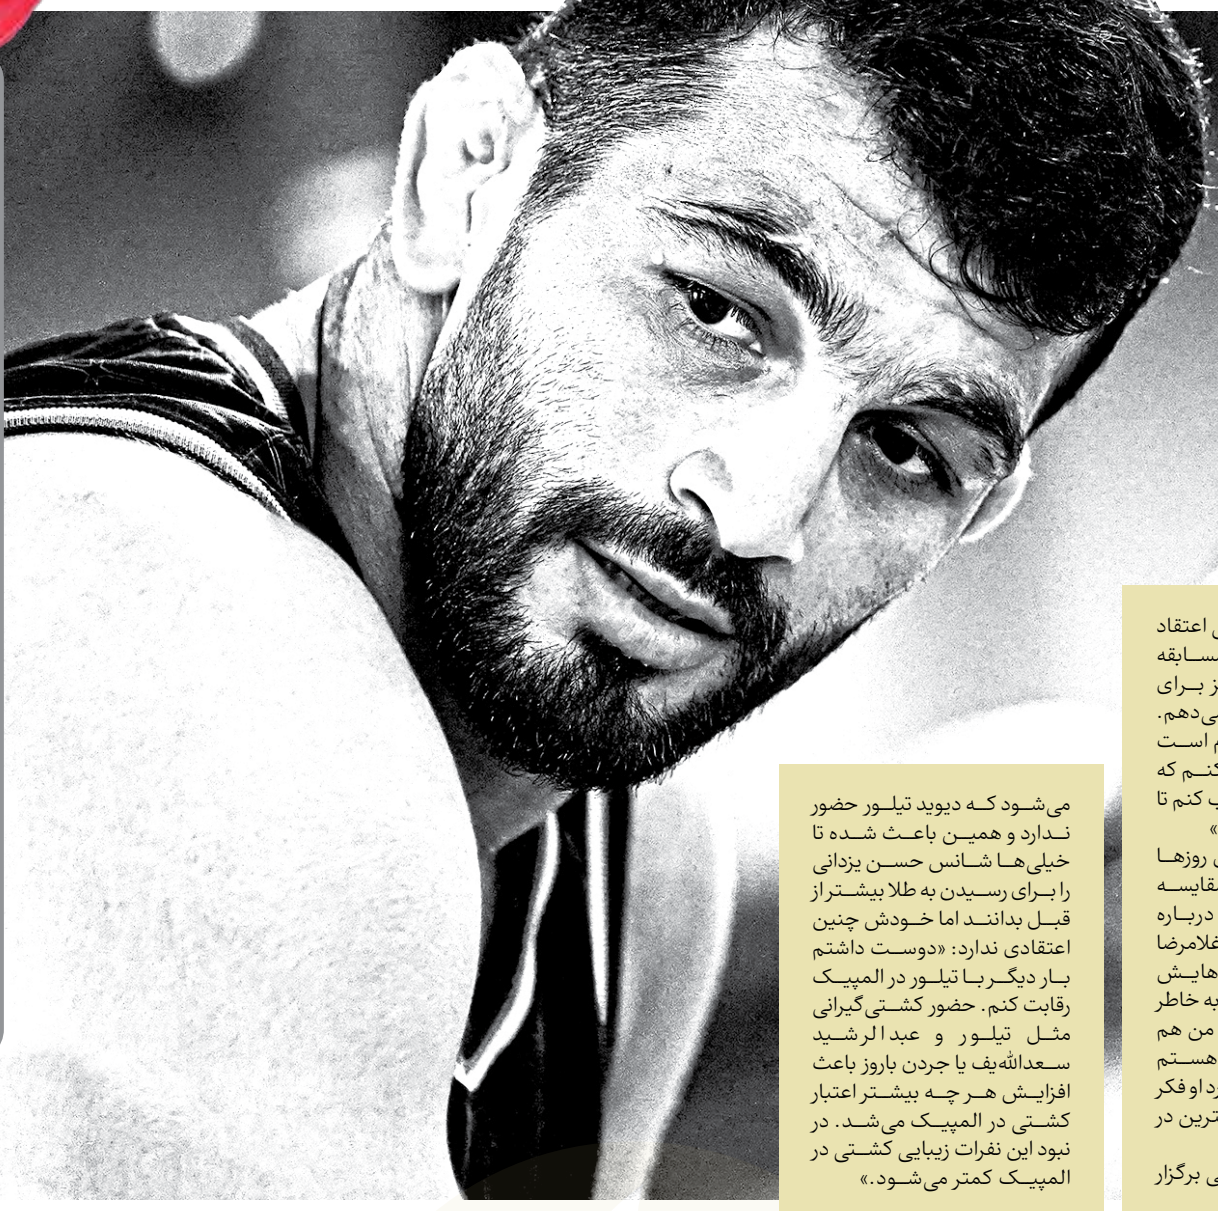 اعتقاد
مسابقه
برای
می‌دهم.
است
کنم که
کنم تا
»
روزها
مقایسه
درباره
غلامرضا
هایش
به خاطر
من هم
هستم
او فکر
در
برگزار
می‌شود که دیوید تیلور حضور
ندارد و همین باعث شده تا
خیلی‌ها شانس حسن یزدانی
را برای رسیدن به طلا بیشتر از
قبل بدانند اما خودش چنین
اعتقادی ندارد: «دوست داشتم
بار دیگر با تیلور در المپیک
رقابت کنم. حضور کشتی‌گیرانی
مثل تیلور و عبدالرشید
سعدالله‌یف یا جردن باروز باعث
افزایش هر چه بیشتر اعتبار
کشتی در المپیک می‌شد. در
نبود این نفرات زیبایی کشتی در
المپیک کمتر می‌شود.»